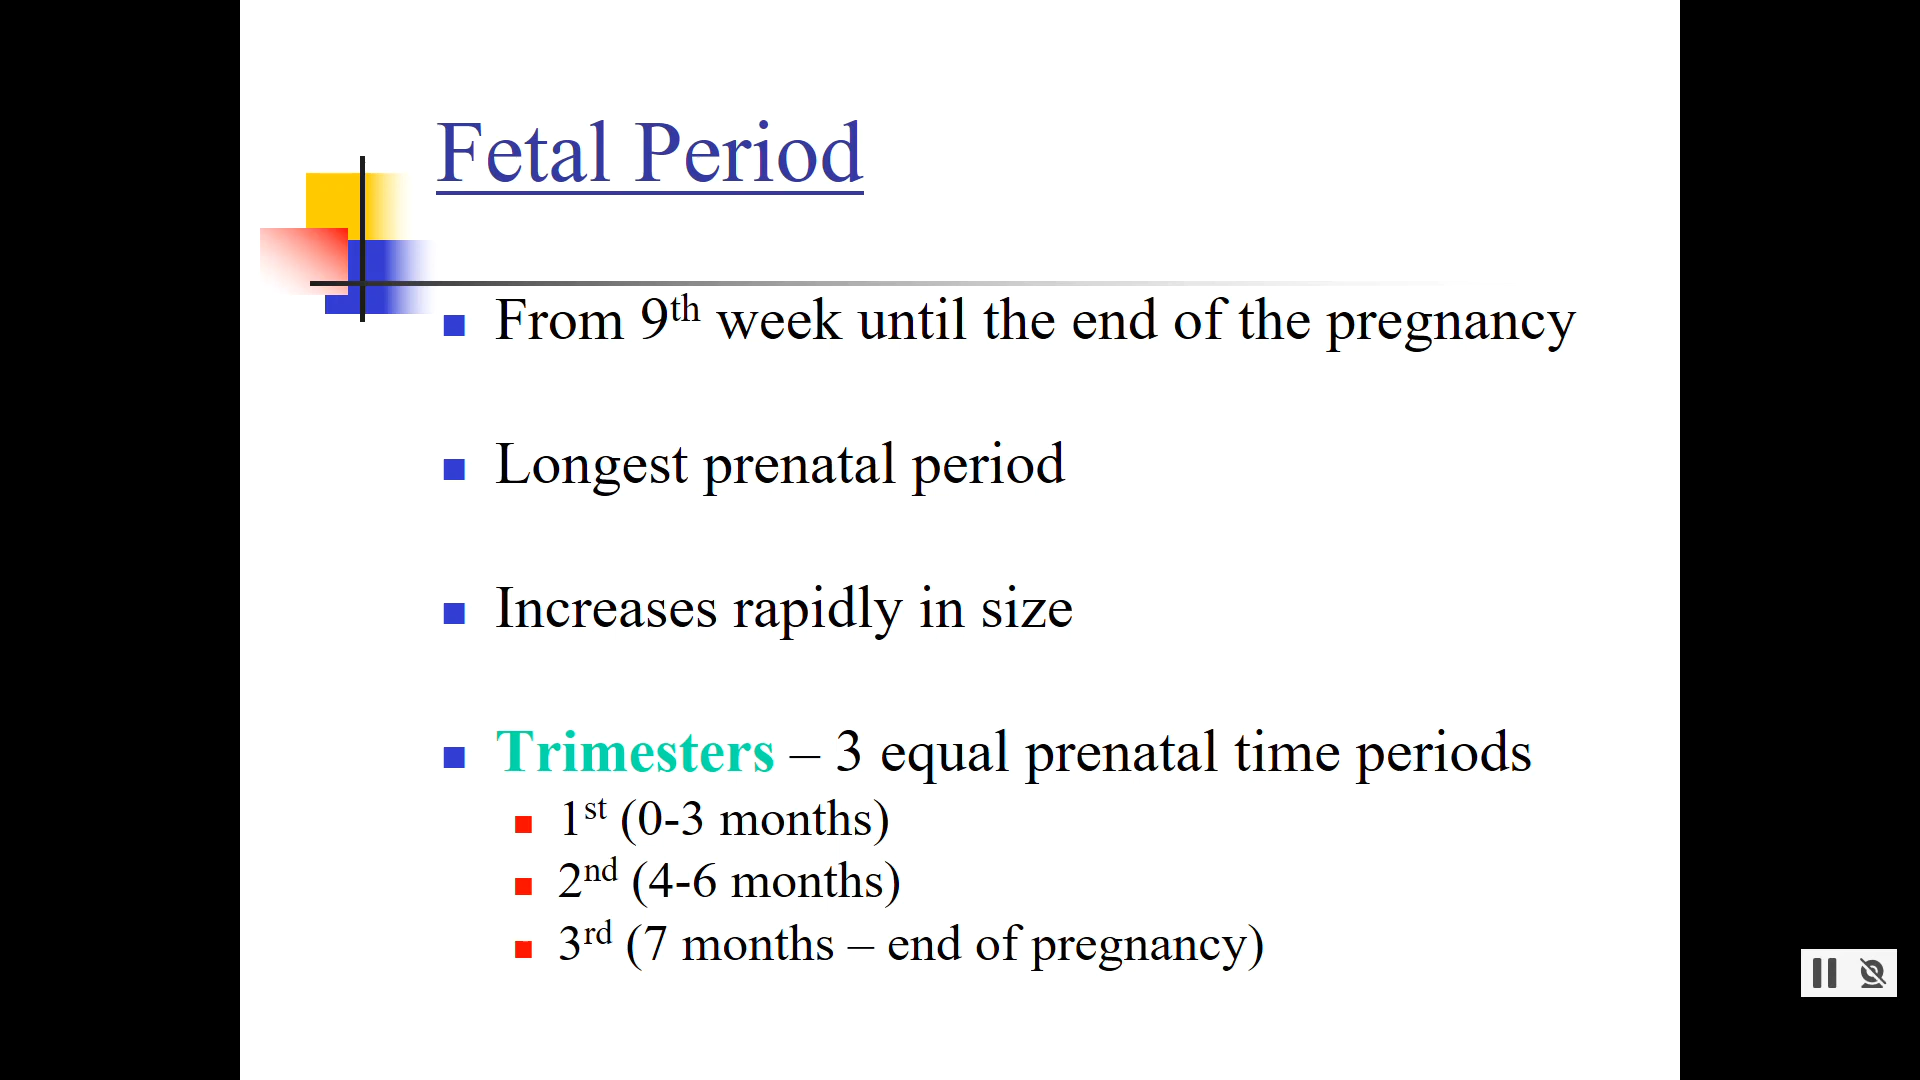 Fetal Period
From 9th week until the end of the pregnancy
Longest prenatal period
Increases rapidly in size
Trimesters – 3 equal prenatal time periods
1st (0-3 months)
2nd (4-6 months)
3rd (7 months – end of pregnancy)